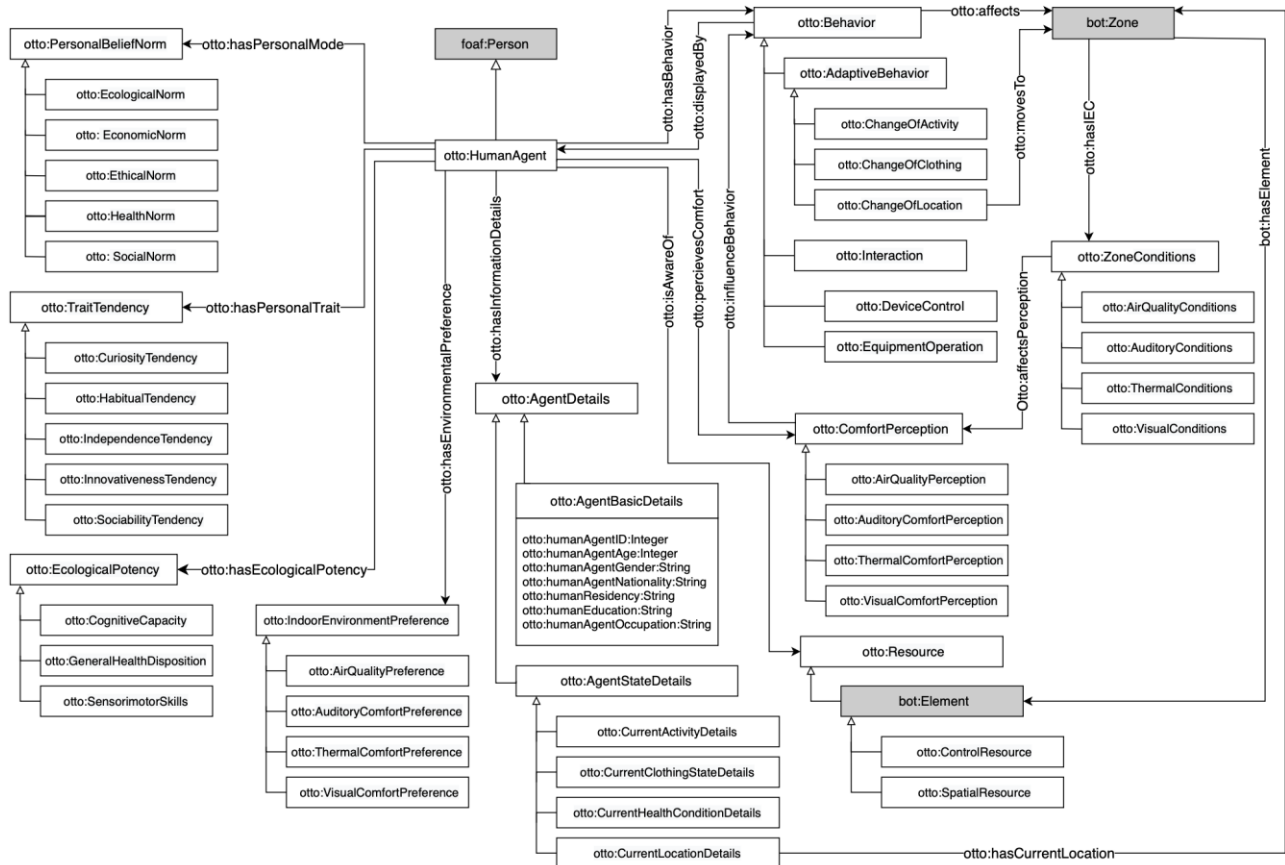 otto:PersonalBeliefNorm
otto:hasPersonalMode
otto:EcologicalNorm
otto: EconomicNorm
otto:EthicalNorm
otto:HealthNorm
otto: SocialNorm
otto:TraitTendency
otto:hasPersonalTrait
otto:CuriosityTendency
otto:HabitualTendency
otto:IndependenceTendency
otto:InnovativenessTendency
otto:SociabilityTendency
otto:EcologicalPotency
otto:hasEcologicalPotency
otto:CognitiveCapacity
otto:GeneralHealthDisposition
otto:SensorimotorSkills
foaf:Person
otto:HumanAgent
otto:hasEnvironmentalPreference
otto:IndoorEnvironmentPreference
otto:AirQualityPreference
otto:AuditoryComfortPreference
otto:ThermalComfortPreference
otto:VisualComfortPreference
otto:hasInformationDetails
otto:AgentDetails
otto:AgentBasicDetails
otto:humanAgentID:Integer
otto:humanAgentAge:Integer
otto:humanAgentGender:String
otto:humanAgentNationality:String
otto:humanResidency:String
otto:humanEducation:String
otto:humanAgentOccupation:String
otto:AgentStateDetails
otto:CurrentActivityDetails
otto:CurrentClothingStateDetails
otto:CurrentHealthConditionDetails
otto:CurrentLocationDetails
otto:hasCurrentLocation
otto:hasBehavior
otto:displayedBy
otto:isAwareOf
otto:percievesComfort
otto:influenceBehavior
otto:Behavior
otto:affects
otto:AdaptiveBehavior
otto:ChangeOfActivity
otto:ChangeOfClothing
otto:ChangeOfLocation
otto:movesTo
otto:Interaction
otto:DeviceControl
otto:EquipmentOperation
otto:ComfortPerception
otto:AirQualityPerception
otto:AuditoryComfortPerception
otto:ThermalComfortPerception
otto:VisualComfortPerception
otto:Resource
bot:Element
otto:ControlResource
otto:SpatialResource
bot:Zone
otto:hasIEC
bot:hasElement
otto:ZoneConditions
Otto:affectsPerception
otto:AirQualityConditions
otto:AuditoryConditions
otto:ThermalConditions
otto:VisualConditions